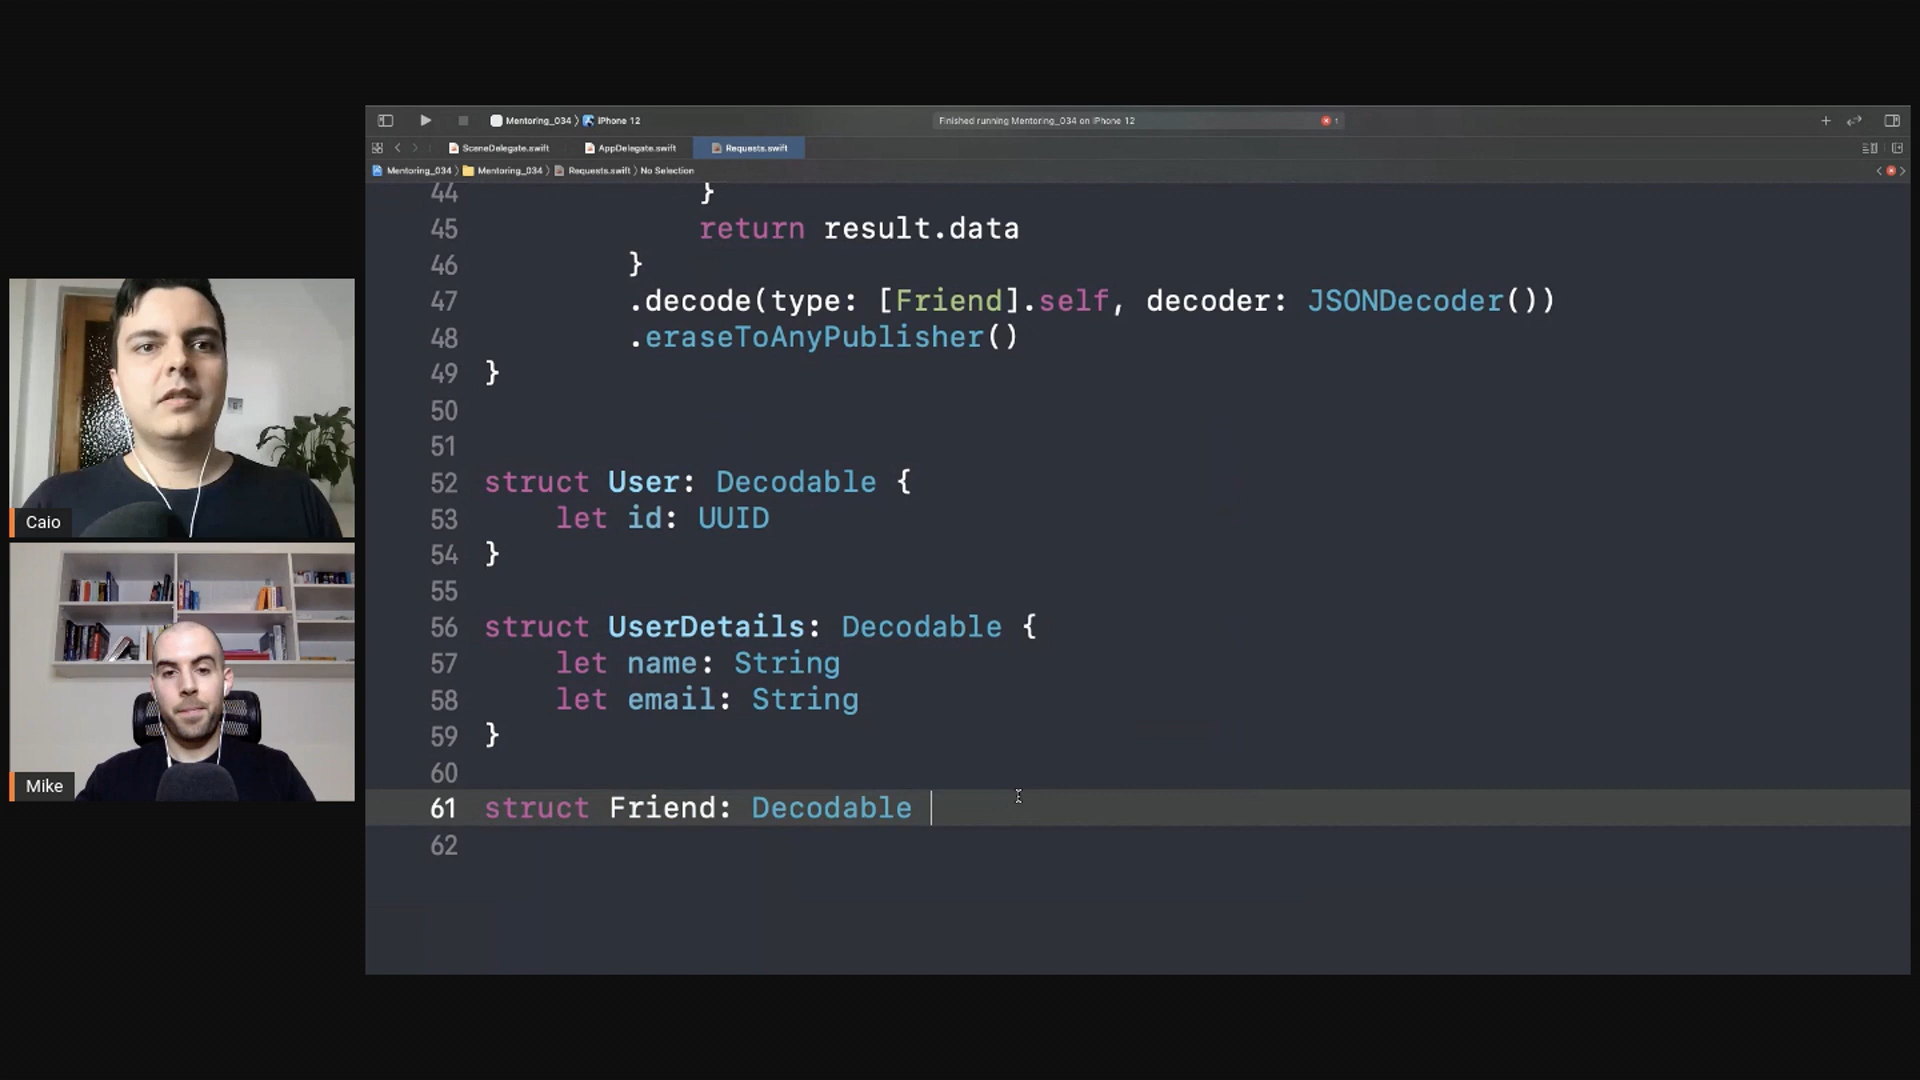 Mentoring_034 〉 iPhone 12
Finished running Mentoring_034 on iPhone 12
1
SceneDelegate.swift
AppDelegate.swift
Requests.swift
Mentoring_034 〉 Mentoring_034 〉 Requests.swift 〉 No Selection
44 }
45 return result.data
46 }
47 .decode(type: [Friend].self, decoder: JSONDecoder())
48 .eraseToAnyPublisher()
49 }
50
51
52 struct User: Decodable {
53 let id: UUID
54 }
55
56 struct UserDetails: Decodable {
57 let name: String
58 let email: String
59 }
60
61 struct Friend: Decodable
62
Caio
Mike